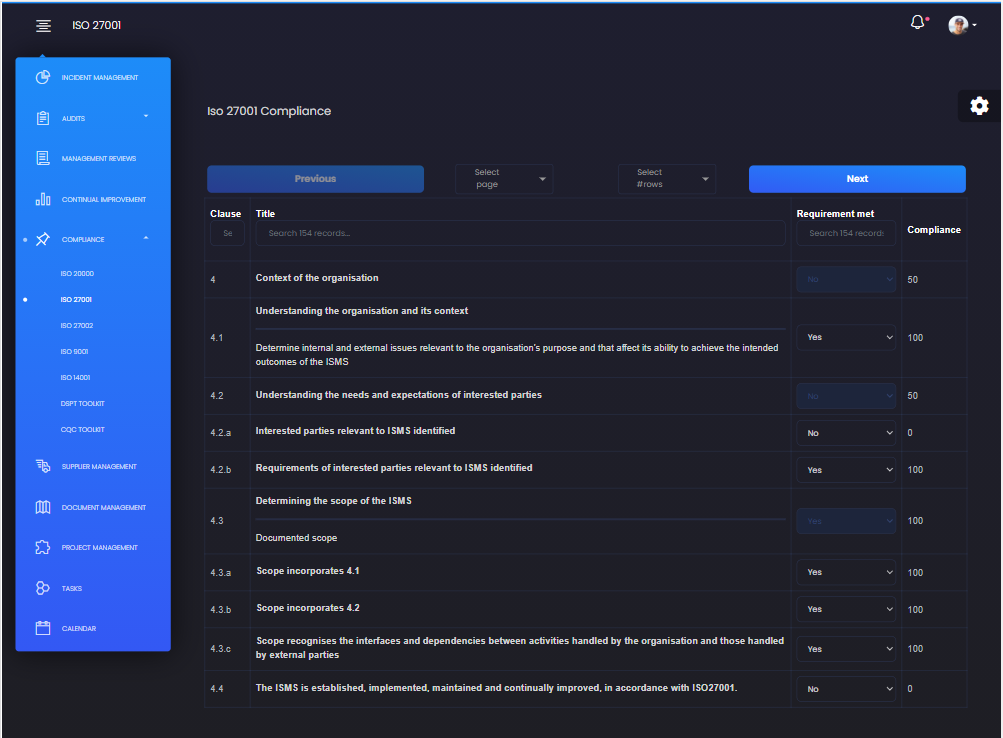 ISO 27001
INCIDENT MANAGEMENT
AUDITS
MANAGEMENT REVIEWS
CONTINUAL IMPROVEMENT
COMPLIANCE
ISO 20000
ISO 27001
ISO 27002
ISO 9001
ISO 14001
DSPT TOOLKIT
CQC TOOLKIT
SUPPLIER MANAGEMENT
DOCUMENT MANAGEMENT
PROJECT MANAGEMENT
TASKS
CALENDAR
Iso 27001 Compliance
Previous
Select
page
Select
#rows
Next
Clause Title Requirement met Compliance
Se Search 154 records... Search 154 records
4 Context of the organisation No 50
Understanding the organisation and its context
4.1 Yes 100
Determine internal and external issues relevant to the organisation's purpose and that affect its ability to achieve the intended
outcomes of the ISMS
4.2 Understanding the needs and expectations of interested parties No 50
4.2.a Interested parties relevant to ISMS identified No 0
4.2.b Requirements of interested parties relevant to ISMS identified Yes 100
Determining the scope of the ISMS
4.3 Yes 100
Documented scope
4.3.a Scope incorporates 4.1 Yes 100
4.3.b Scope incorporates 4.2 Yes 100
4.3.c Scope recognises the interfaces and dependencies between activities handled by the organisation and those handled
by external parties Yes 100
4.4 The ISMS is established, implemented, maintained and continually improved, in accordance with ISO27001. No 0